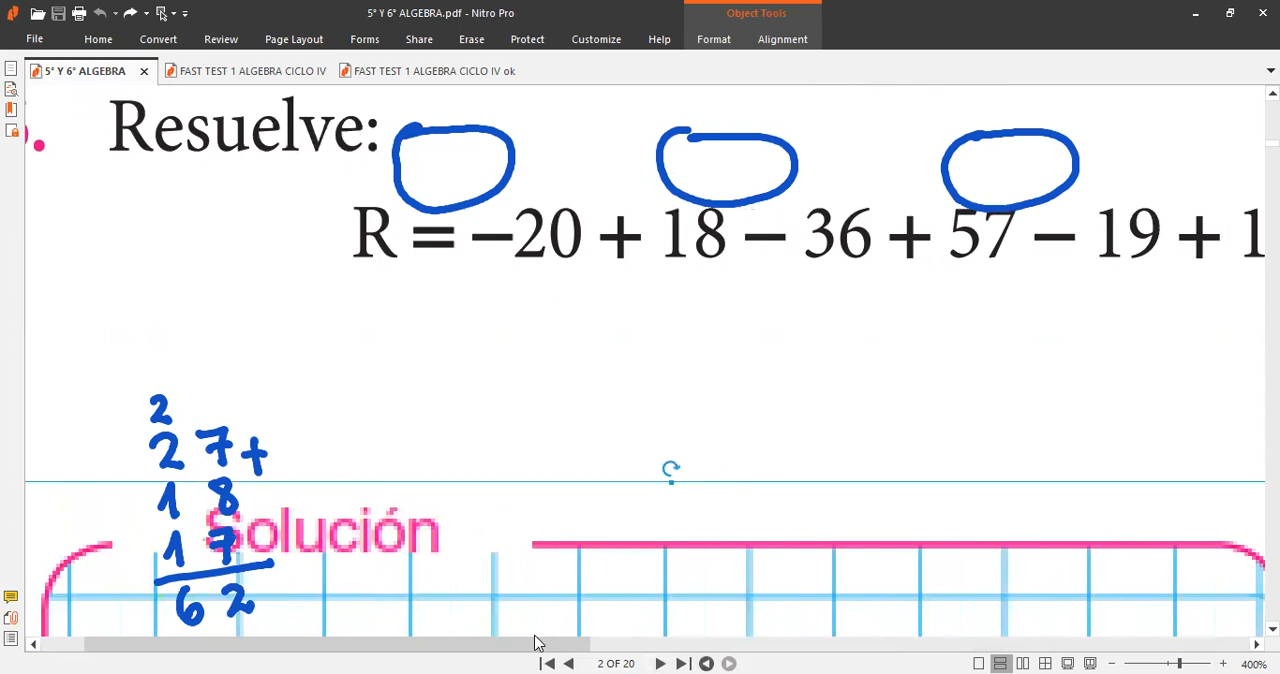 5° Y 6° ALGEBRA.pdf - Nitro Pro
Object Tools
File Home Convert Review Page Layout Forms Share Erase Protect Customize Help Format Alignment
5° Y 6° ALGEBRA
FAST TEST 1 ALGEBRA CICLO IV
FAST TEST 1 ALGEBRA CICLO IV ok
Resuelve:
R = −20 + 18 − 36 + 57 − 19 + 1
2
27+
18
17
62
Solución
2 OF 20
400%